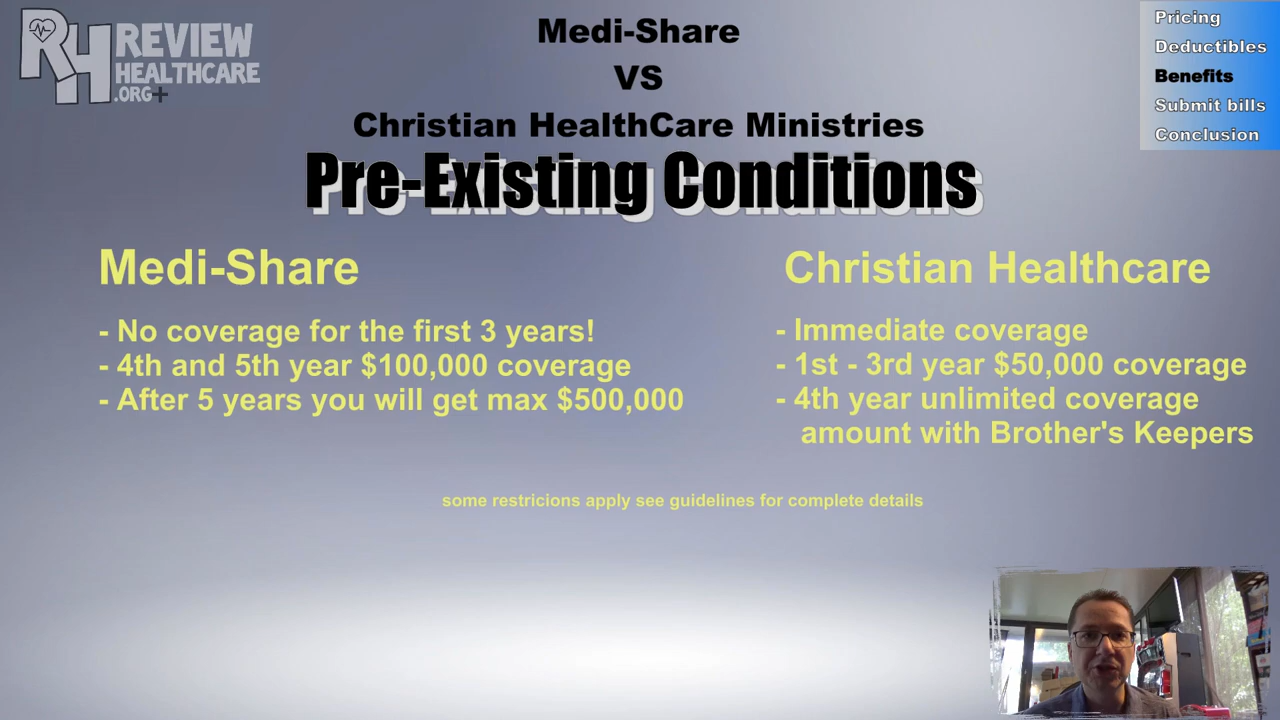 RH REVIEW
HEALTHCARE
.ORG+
Medi-Share
VS
Christian HealthCare Ministries
Pre-Existing Conditions
Pricing
Deductibles
Benefits
Submit bills
Conclusion
Medi-Share
- No coverage for the first 3 years!
- 4th and 5th year $100,000 coverage
- After 5 years you will get max $500,000
Christian Healthcare
- Immediate coverage
- 1st - 3rd year $50,000 coverage
- 4th year unlimited coverage
amount with Brother's Keepers
some restricions apply see guidelines for complete details